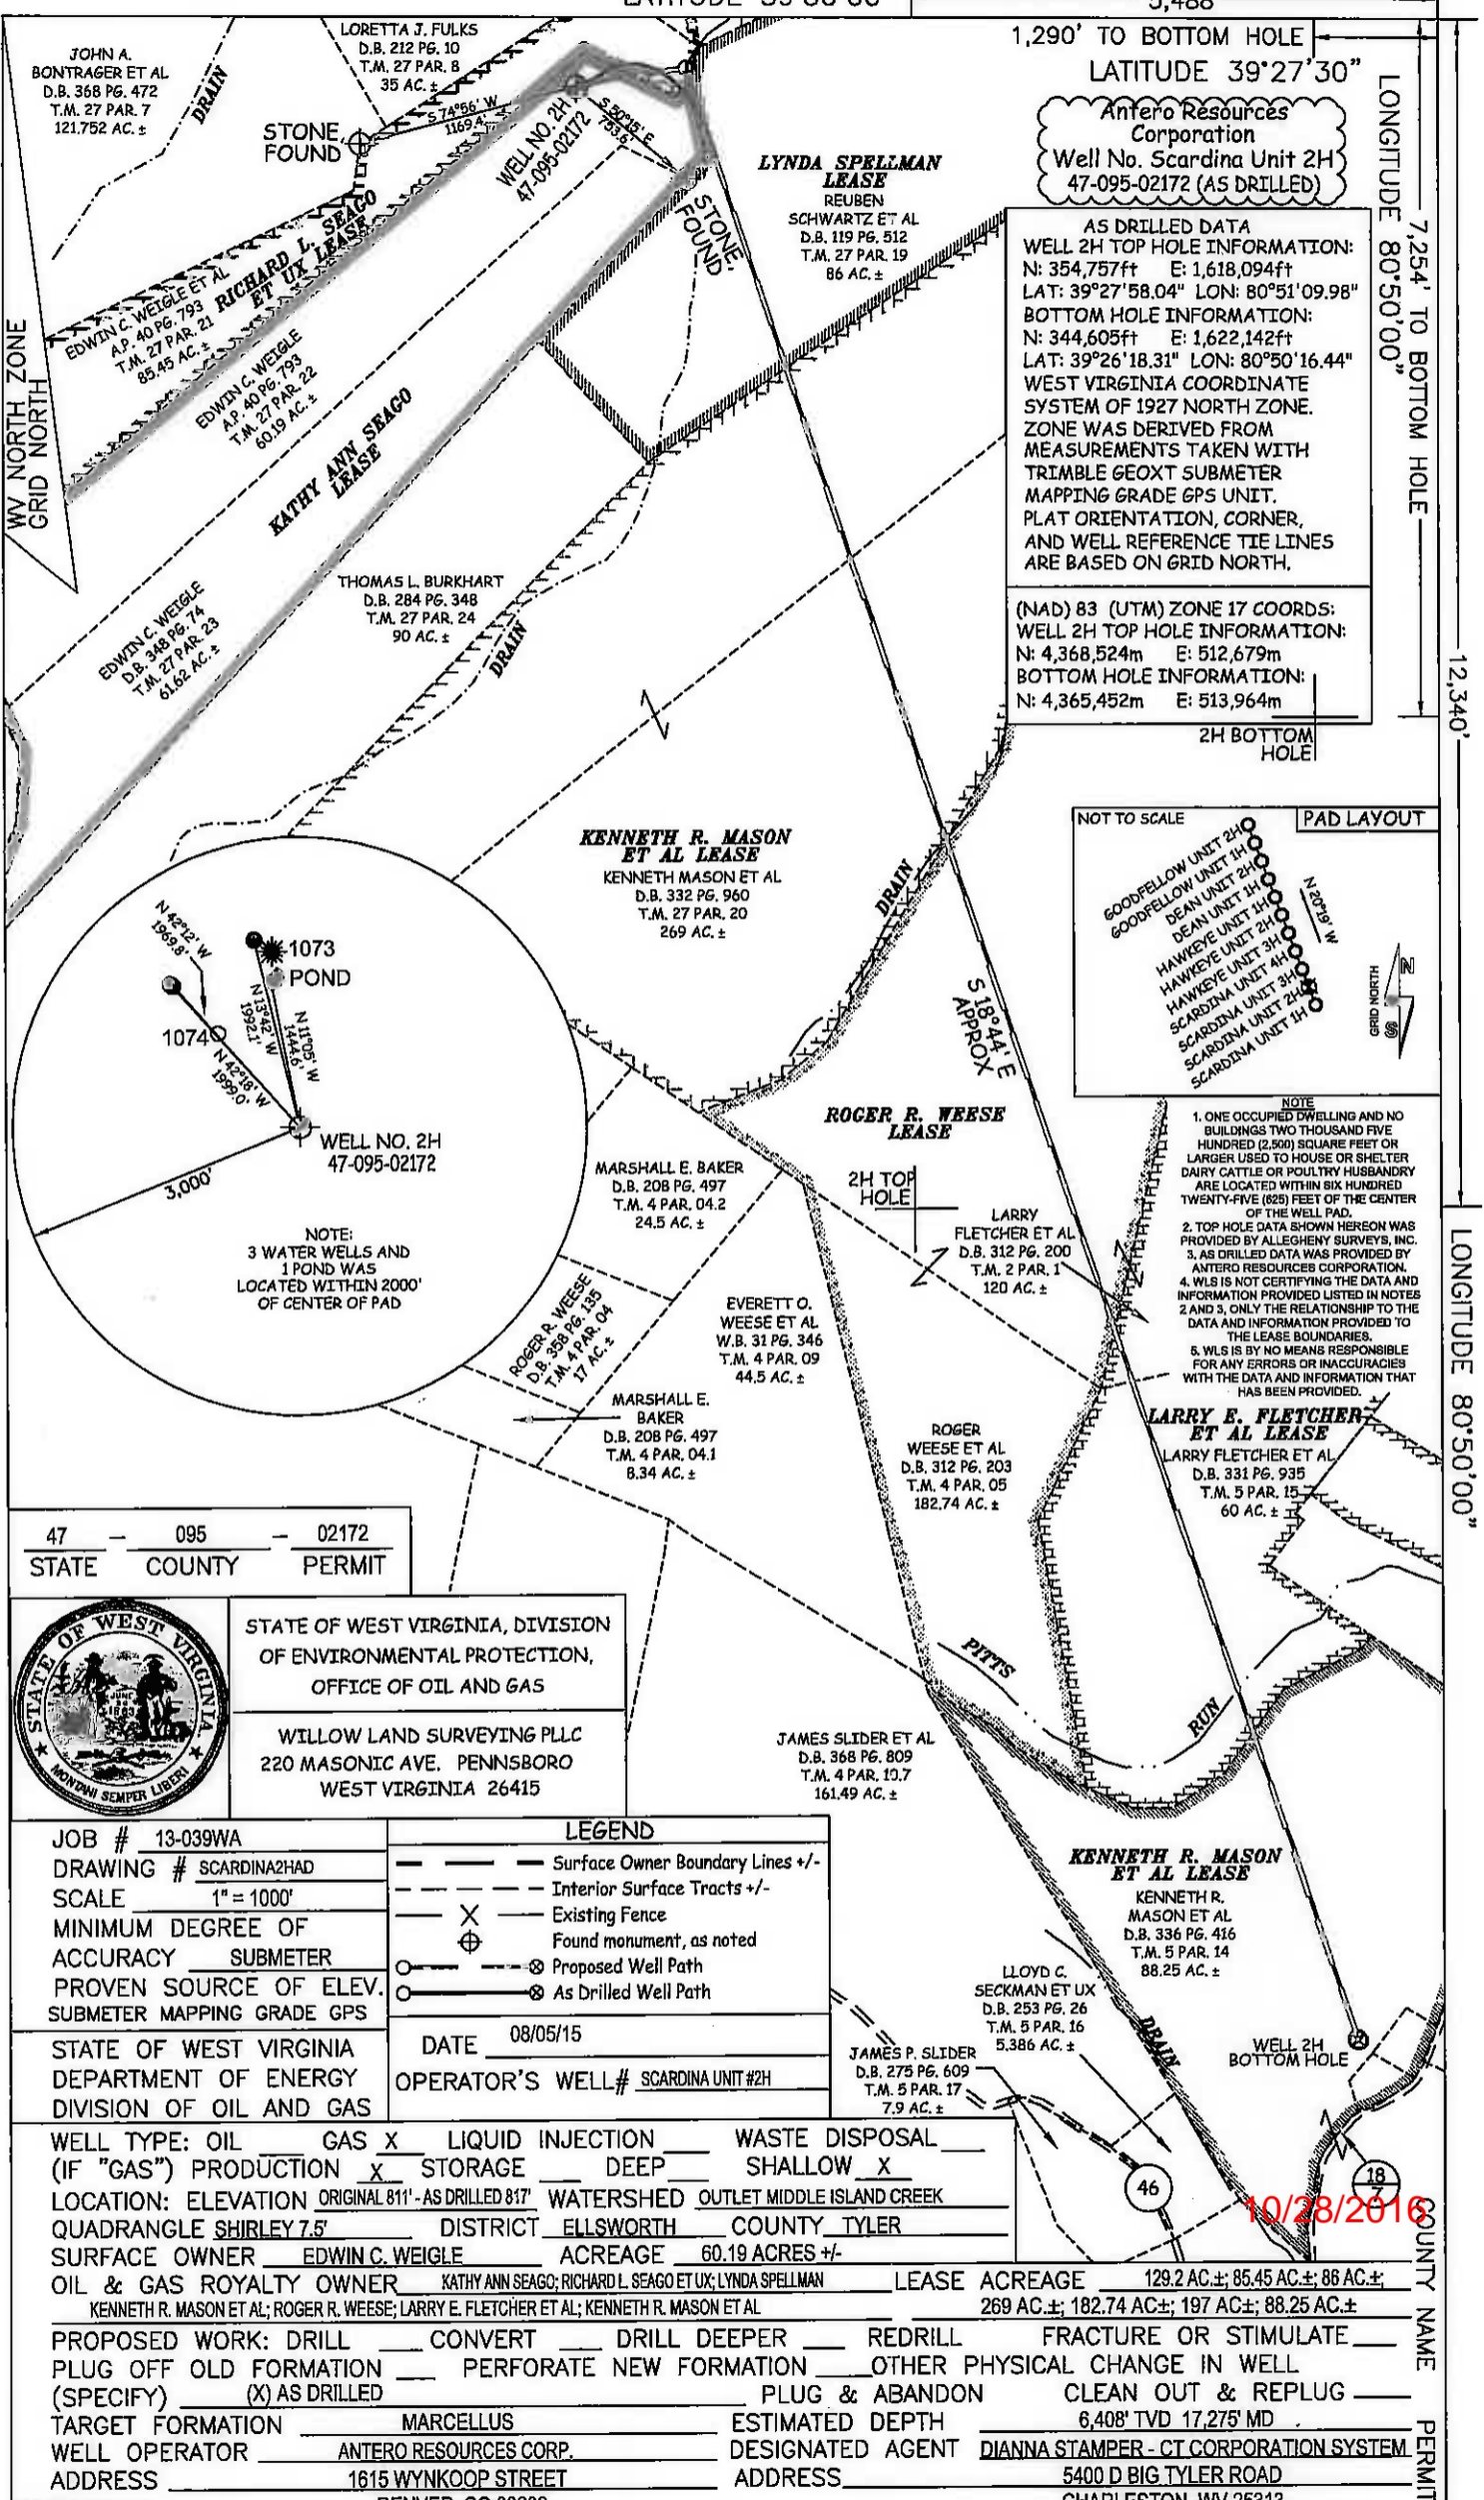 1,290' TO BOTTOM HOLE
LATITUDE 39°27'30"
LONGITUDE 80°50'00"
7,254' TO BOTTOM HOLE
12,340'
LONGITUDE 80°50'00"
JOHN A.
BONTRAGER ET AL
D.B. 368 PG. 472
T.M. 27 PAR. 7
121.752 AC. ±
DRAIN
LORETTA J. FULKS
D.B. 212 PG. 10
T.M. 27 PAR. 8
35 AC. ±
STONE
FOUND
S 74°56' W
1169.4'
WELL NO. 2H
47-095-02172
S 50°15' E
753.6'
STONE
FOUND
Antero Resources
Corporation
Well No. Scardina Unit 2H
47-095-02172 (AS DRILLED)
LYNDA SPELLMAN
LEASE
REUBEN
SCHWARTZ ET AL
D.B. 119 PG. 512
T.M. 27 PAR. 19
86 AC. ±
AS DRILLED DATA
WELL 2H TOP HOLE INFORMATION:
N: 354,757ft E: 1,618,094ft
LAT: 39°27'58.04" LON: 80°51'09.98"
BOTTOM HOLE INFORMATION:
N: 344,605ft E: 1,622,142ft
LAT: 39°26'18.31" LON: 80°50'16.44"
WEST VIRGINIA COORDINATE
SYSTEM OF 1927 NORTH ZONE.
ZONE WAS DERIVED FROM
MEASUREMENTS TAKEN WITH
TRIMBLE GEOXT SUBMETER
MAPPING GRADE GPS UNIT.
PLAT ORIENTATION, CORNER,
AND WELL REFERENCE TIE LINES
ARE BASED ON GRID NORTH.
(NAD) 83 (UTM) ZONE 17 COORDS:
WELL 2H TOP HOLE INFORMATION:
N: 4,368,524m E: 512,679m
BOTTOM HOLE INFORMATION:
N: 4,365,452m E: 513,964m
2H BOTTOM
HOLE
WV NORTH ZONE
GRID NORTH
RICHARD L. SEAGO
ET UX LEASE
EDWIN C. WEIGLE ET AL
A.P. 40 PG. 793
T.M. 27 PAR. 21
85.45 AC. ±
EDWIN C. WEIGLE
A.P. 40 PG. 793
T.M. 27 PAR. 22
60.19 AC. ±
KATHY ANN SEAGO
LEASE
EDWIN C. WEIGLE
D.B. 348 PG. 74
T.M. 27 PAR. 23
61.62 AC. ±
THOMAS L. BURKHART
D.B. 284 PG. 348
T.M. 27 PAR. 24
90 AC. ±
DRAIN
KENNETH R. MASON
ET AL LEASE
KENNETH MASON ET AL
D.B. 332 PG. 960
T.M. 27 PAR. 20
269 AC. ±
DRAIN
S 18°44' E
APPROX
NOT TO SCALE
PAD LAYOUT
GOODFELLOW UNIT 2H
GOODFELLOW UNIT 1H
DEAN UNIT 2H
DEAN UNIT 1H
HAWKEYE UNIT 1H
HAWKEYE UNIT 2H
HAWKEYE UNIT 3H
SCARDINA UNIT 4H
SCARDINA UNIT 3H
SCARDINA UNIT 2H
SCARDINA UNIT 1H
N 20°19' W
GRID NORTH
N
S
N 42°12' W
1969.8'
1073
POND
1074
N 13°42' W
1992.1'
N 11°05' W
1444.6'
N 42°18' W
1999.0'
WELL NO. 2H
47-095-02172
3,000'
NOTE:
3 WATER WELLS AND
1 POND WAS
LOCATED WITHIN 2000'
OF CENTER OF PAD
NOTE
1. ONE OCCUPIED DWELLING AND NO
BUILDINGS TWO THOUSAND FIVE
HUNDRED (2,500) SQUARE FEET OR
LARGER USED TO HOUSE OR SHELTER
DAIRY CATTLE OR POULTRY HUSBANDRY
ARE LOCATED WITHIN SIX HUNDRED
TWENTY-FIVE (625) FEET OF THE CENTER
OF THE WELL PAD.
2. TOP HOLE DATA SHOWN HEREON WAS
PROVIDED BY ALLEGHENY SURVEYS, INC.
3. AS DRILLED DATA WAS PROVIDED BY
ANTERO RESOURCES CORPORATION.
4. WLS IS NOT CERTIFYING THE DATA AND
INFORMATION PROVIDED LISTED IN NOTES
2 AND 3, ONLY THE RELATIONSHIP TO THE
DATA AND INFORMATION PROVIDED TO
THE LEASE BOUNDARIES.
5. WLS IS BY NO MEANS RESPONSIBLE
FOR ANY ERRORS OR INACCURACIES
WITH THE DATA AND INFORMATION THAT
HAS BEEN PROVIDED.
ROGER R. WEESE
LEASE
2H TOP
HOLE
MARSHALL E. BAKER
D.B. 208 PG. 497
T.M. 4 PAR. 04.2
24.5 AC. ±
LARRY
FLETCHER ET AL
D.B. 312 PG. 200
T.M. 2 PAR. 1
120 AC. ±
ROGER R. WEESE
D.B. 358 PG. 135
T.M. 4 PAR. 04
17 AC. ±
EVERETT O.
WEESE ET AL
W.B. 31 PG. 346
T.M. 4 PAR. 09
44.5 AC. ±
MARSHALL E.
BAKER
D.B. 208 PG. 497
T.M. 4 PAR. 04.1
8.34 AC. ±
ROGER
WEESE ET AL
D.B. 312 PG. 203
T.M. 4 PAR. 05
182.74 AC. ±
LARRY E. FLETCHER
ET AL LEASE
LARRY FLETCHER ET AL
D.B. 331 PG. 935
T.M. 5 PAR. 15
60 AC. ±
47 - 095 - 02172
STATE COUNTY PERMIT
STATE OF WEST VIRGINIA
MONTANI SEMPER LIBERI
STATE OF WEST VIRGINIA, DIVISION
OF ENVIRONMENTAL PROTECTION,
OFFICE OF OIL AND GAS
WILLOW LAND SURVEYING PLLC
220 MASONIC AVE. PENNSBORO
WEST VIRGINIA 26415
PITTS
RUN
JAMES SLIDER ET AL
D.B. 368 PG. 809
T.M. 4 PAR. 10.7
161.49 AC. ±
KENNETH R. MASON
ET AL LEASE
KENNETH R.
MASON ET AL
D.B. 336 PG. 416
T.M. 5 PAR. 14
88.25 AC. ±
LLOYD C.
SECKMAN ET UX
D.B. 253 PG. 26
T.M. 5 PAR. 16
5.386 AC. ±
JAMES P. SLIDER
D.B. 275 PG. 609
T.M. 5 PAR. 17
7.9 AC. ±
DRAIN
WELL 2H
BOTTOM HOLE
46
18
7
10/28/2016
JOB # 13-039WA
DRAWING # SCARDINA2HAD
SCALE 1" = 1000'
MINIMUM DEGREE OF
ACCURACY SUBMETER
PROVEN SOURCE OF ELEV.
SUBMETER MAPPING GRADE GPS
LEGEND
Surface Owner Boundary Lines +/-
Interior Surface Tracts +/-
X Existing Fence
Found monument, as noted
Proposed Well Path
As Drilled Well Path
STATE OF WEST VIRGINIA
DEPARTMENT OF ENERGY
DIVISION OF OIL AND GAS
DATE 08/05/15
OPERATOR'S WELL# SCARDINA UNIT #2H
WELL TYPE: OIL ___ GAS X LIQUID INJECTION ___ WASTE DISPOSAL ___
(IF "GAS") PRODUCTION X STORAGE ___ DEEP ___ SHALLOW X
LOCATION: ELEVATION ORIGINAL 811' - AS DRILLED 817' WATERSHED OUTLET MIDDLE ISLAND CREEK
QUADRANGLE SHIRLEY 7.5' DISTRICT ELLSWORTH COUNTY TYLER
SURFACE OWNER EDWIN C. WEIGLE ACREAGE 60.19 ACRES +/-
OIL & GAS ROYALTY OWNER KATHY ANN SEAGO; RICHARD L. SEAGO ET UX; LYNDA SPELLMAN LEASE ACREAGE 129.2 AC.±; 85.45 AC.±; 86 AC.±;
KENNETH R. MASON ET AL; ROGER R. WEESE; LARRY E. FLETCHER ET AL; KENNETH R. MASON ET AL 269 AC.±; 182.74 AC±; 197 AC±; 88.25 AC.±
PROPOSED WORK: DRILL ___ CONVERT ___ DRILL DEEPER ___ REDRILL FRACTURE OR STIMULATE ___
PLUG OFF OLD FORMATION ___ PERFORATE NEW FORMATION ___ OTHER PHYSICAL CHANGE IN WELL
(SPECIFY) (X) AS DRILLED PLUG & ABANDON CLEAN OUT & REPLUG ___
TARGET FORMATION MARCELLUS ESTIMATED DEPTH 6,408' TVD 17,275' MD
WELL OPERATOR ANTERO RESOURCES CORP. DESIGNATED AGENT DIANNA STAMPER - CT CORPORATION SYSTEM
ADDRESS 1615 WYNKOOP STREET ADDRESS 5400 D BIG TYLER ROAD
COUNTY NAME
PERMIT